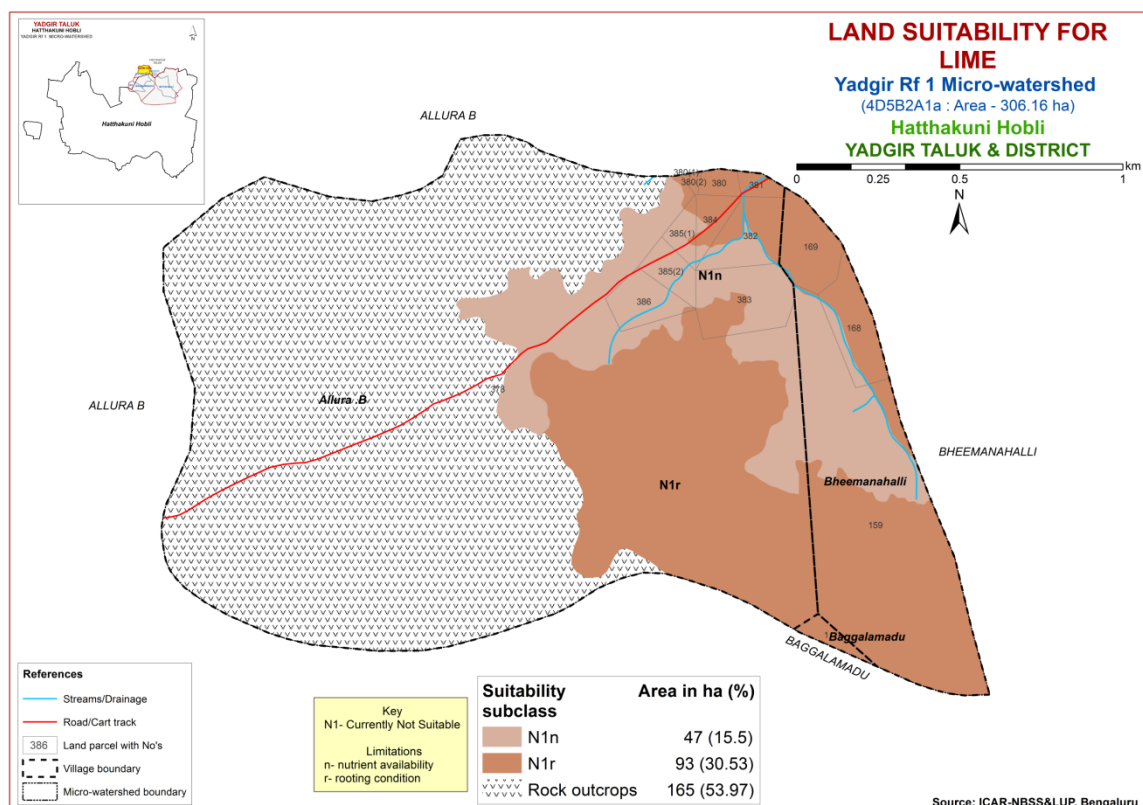 YADGIR TALUK
HATTHAKUNI HOBLI
YADGIR Rf 1 MICRO-WATERSHED
N
Hatthakuni Hobli
LAND SUITABILITY FOR
LIME
Yadgir Rf 1 Micro-watershed
(4D5B2A1a : Area - 306.16 ha)
Hatthakuni Hobli
YADGIR TALUK & DISTRICT
km
0 0.25 0.5 1
N
ALLURA B
380(1)
380(2) 380 381
384
385(1) 382 169
385(2) N1n
386 383
168
378
Allura .B
ALLURA B
BHEEMANAHALLI
N1r
Bheemanahalli
159
Baggalamadu
BAGGALAMADU
References
Streams/Drainage
Road/Cart track
386 Land parcel with No's
Village boundary
Micro-watershed boundary
Key
N1- Currently Not Suitable
Limitations
n- nutrient availability
r- rooting condition
Suitability subclass Area in ha (%)
N1n 47 (15.5)
N1r 93 (30.53)
Rock outcrops 165 (53.97)
Source: ICAR-NBSS&LUP, Bengaluru